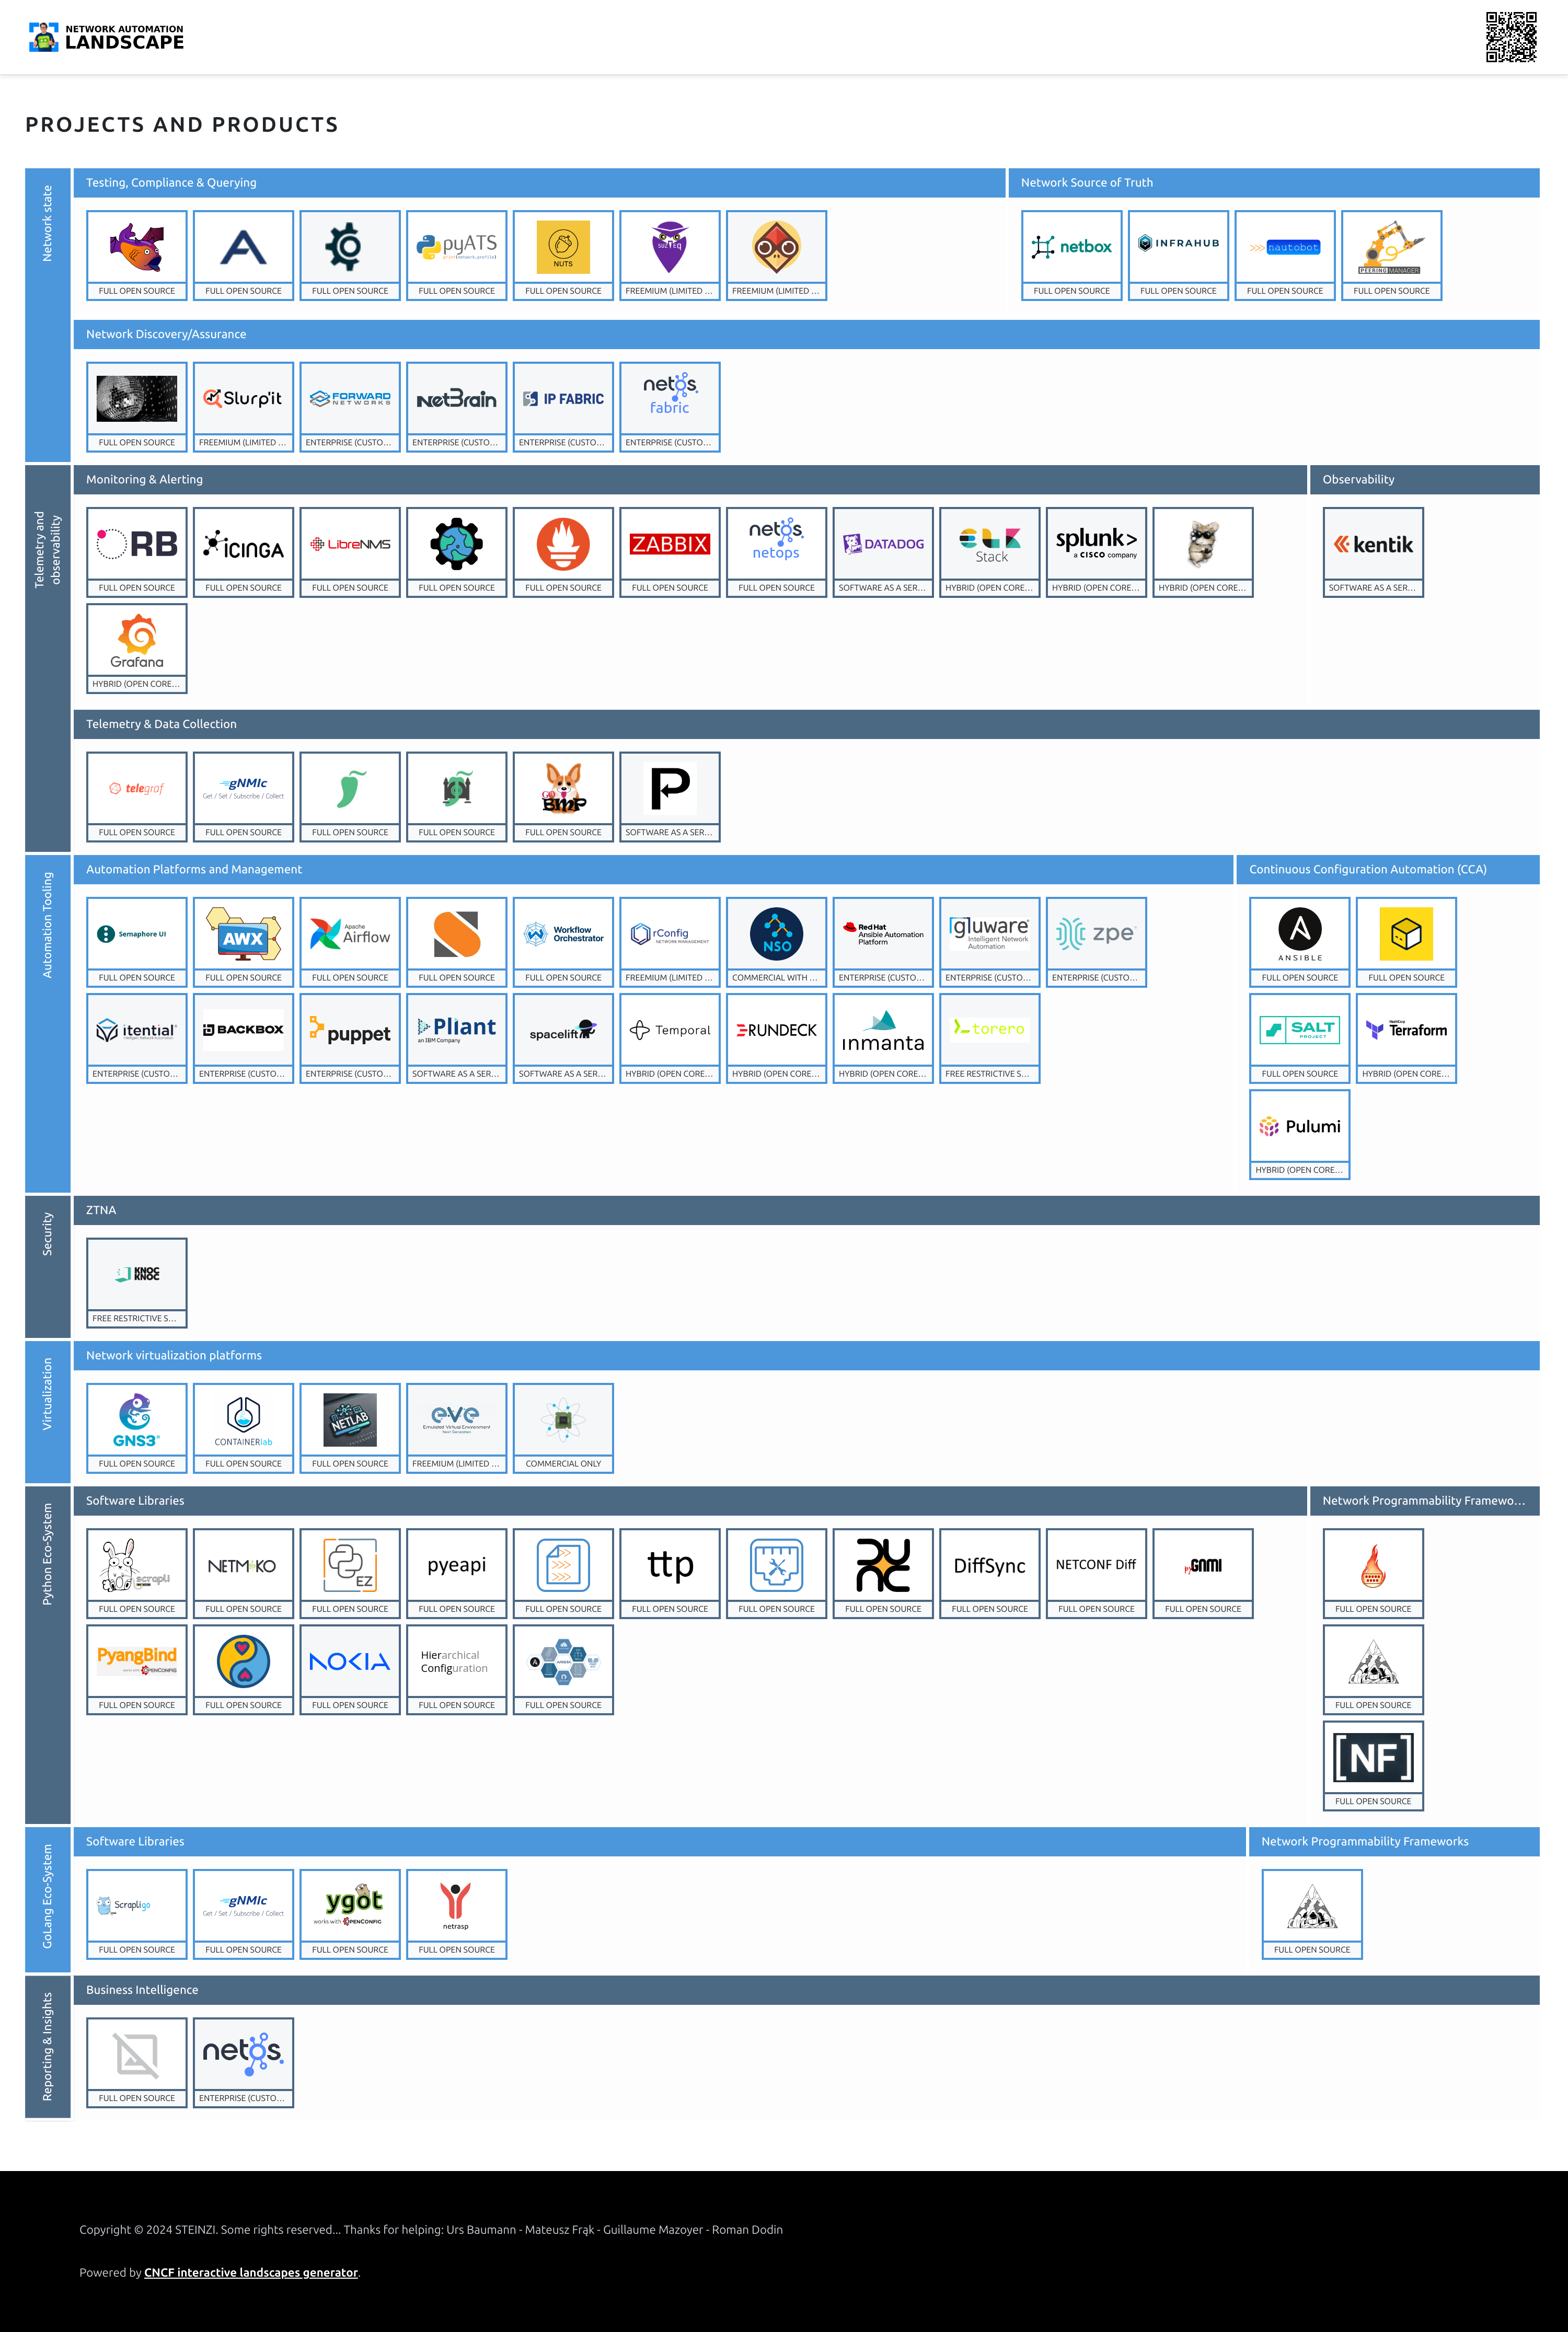 NETWORK AUTOMATION
LANDSCAPE
PROJECTS AND PRODUCTS
Network state
Testing, Compliance & Querying
pyATS
NUTS
SUZIEQ
FULL OPEN SOURCE
FULL OPEN SOURCE
FULL OPEN SOURCE
FULL OPEN SOURCE
FULL OPEN SOURCE
FREEMIUM (LIMITED ...
FREEMIUM (LIMITED ...
Network Source of Truth
netbox
INFRAHUB
>>>nautobot
PEERING MANAGER
FULL OPEN SOURCE
FULL OPEN SOURCE
FULL OPEN SOURCE
FULL OPEN SOURCE
Network Discovery/Assurance
Slurp'it
FORWARD
NETWORKS
NetBrain
IP FABRIC
netos
fabric
FULL OPEN SOURCE
FREEMIUM (LIMITED ...
ENTERPRISE (CUSTO...
ENTERPRISE (CUSTO...
ENTERPRISE (CUSTO...
ENTERPRISE (CUSTO...
Telemetry and
observability
Monitoring & Alerting
RB
ICINGA
LibreNMS
ZABBIX
netos
netops
DATADOG
ELK
Stack
splunk>
a CISCO company
FULL OPEN SOURCE
FULL OPEN SOURCE
FULL OPEN SOURCE
FULL OPEN SOURCE
FULL OPEN SOURCE
FULL OPEN SOURCE
FULL OPEN SOURCE
SOFTWARE AS A SER...
HYBRID (OPEN CORE...
HYBRID (OPEN CORE...
HYBRID (OPEN CORE...
Grafana
HYBRID (OPEN CORE...
Observability
kentik
SOFTWARE AS A SER...
Telemetry & Data Collection
telegraf
gNMIc
Get / Set / Subscribe / Collect
GO
BMP
P
FULL OPEN SOURCE
FULL OPEN SOURCE
FULL OPEN SOURCE
FULL OPEN SOURCE
FULL OPEN SOURCE
SOFTWARE AS A SER...
Automation Tooling
Automation Platforms and Management
Semaphore UI
AWX
Apache
Airflow
Workflow
Orchestrator
rConfig
NETWORK MANAGEMENT
NSO
Red Hat
Ansible Automation
Platform
gluware
Intelligent Network
Automation
zpe
FULL OPEN SOURCE
FULL OPEN SOURCE
FULL OPEN SOURCE
FULL OPEN SOURCE
FULL OPEN SOURCE
FREEMIUM (LIMITED ...
COMMERCIAL WITH ...
ENTERPRISE (CUSTO...
ENTERPRISE (CUSTO...
ENTERPRISE (CUSTO...
itential
Intelligent Network Automation
BACKBOX
puppet
Pliant
an IBM Company
spacelift
Temporal
RUNDECK
inmanta
torero
ENTERPRISE (CUSTO...
ENTERPRISE (CUSTO...
ENTERPRISE (CUSTO...
SOFTWARE AS A SER...
SOFTWARE AS A SER...
HYBRID (OPEN CORE...
HYBRID (OPEN CORE...
HYBRID (OPEN CORE...
FREE RESTRICTIVE S...
Continuous Configuration Automation (CCA)
ANSIBLE
FULL OPEN SOURCE
FULL OPEN SOURCE
SALT
PROJECT
HashiCorp
Terraform
FULL OPEN SOURCE
HYBRID (OPEN CORE...
Pulumi
HYBRID (OPEN CORE...
Security
ZTNA
KNOC
KNOC
FREE RESTRICTIVE S...
Virtualization
Network virtualization platforms
GNS3
CONTAINERlab
NETLAB
eve
Emulated Virtual Environment
Next Generation
FULL OPEN SOURCE
FULL OPEN SOURCE
FULL OPEN SOURCE
FREEMIUM (LIMITED ...
COMMERCIAL ONLY
Python Eco-System
Software Libraries
scrapli
NETMIKO
EZ
pyeapi
ttp
DiffSync
NETCONF Diff
pyGNMI
FULL OPEN SOURCE
FULL OPEN SOURCE
FULL OPEN SOURCE
FULL OPEN SOURCE
FULL OPEN SOURCE
FULL OPEN SOURCE
FULL OPEN SOURCE
FULL OPEN SOURCE
FULL OPEN SOURCE
FULL OPEN SOURCE
FULL OPEN SOURCE
PyangBind
works with OPENCONFIG
NOKIA
Hierarchical
Configuration
FULL OPEN SOURCE
FULL OPEN SOURCE
FULL OPEN SOURCE
FULL OPEN SOURCE
FULL OPEN SOURCE
Network Programmability Framewo...
FULL OPEN SOURCE
FULL OPEN SOURCE
[NF]
FULL OPEN SOURCE
GoLang Eco-System
Software Libraries
Scrapligo
gNMIc
Get / Set / Subscribe / Collect
ygot
works with OPENCONFIG
netrasp
FULL OPEN SOURCE
FULL OPEN SOURCE
FULL OPEN SOURCE
FULL OPEN SOURCE
Network Programmability Frameworks
FULL OPEN SOURCE
Reporting & Insights
Business Intelligence
netos
FULL OPEN SOURCE
ENTERPRISE (CUSTO...
Copyright © 2024 STEINZI. Some rights reserved... Thanks for helping: Urs Baumann - Mateusz Frąk - Guillaume Mazoyer - Roman Dodin
Powered by CNCF interactive landscapes generator.